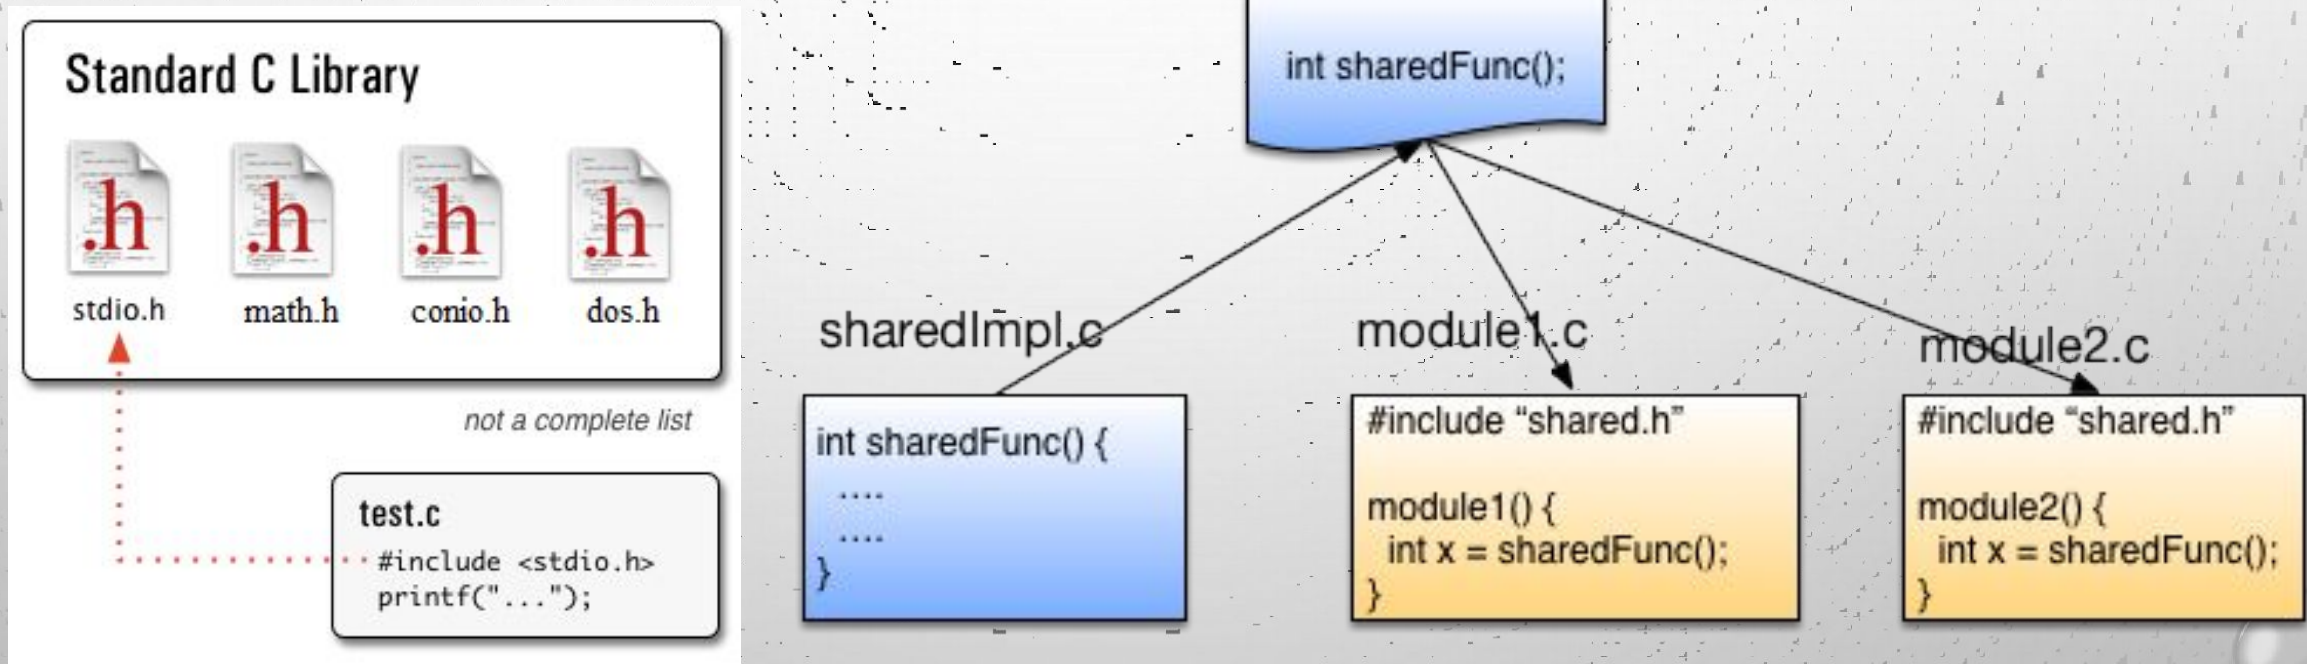 Standard C Library
.h .h .h .h
stdio.h math.h conio.h dos.h
not a complete list
test.c
#include <stdio.h>
printf("...");
int sharedFunc();
sharedImpl.c
int sharedFunc() {
....
....
}
module1.c
#include “shared.h”
module1() {
int x = sharedFunc();
}
module2.c
#include “shared.h”
module2() {
int x = sharedFunc();
}